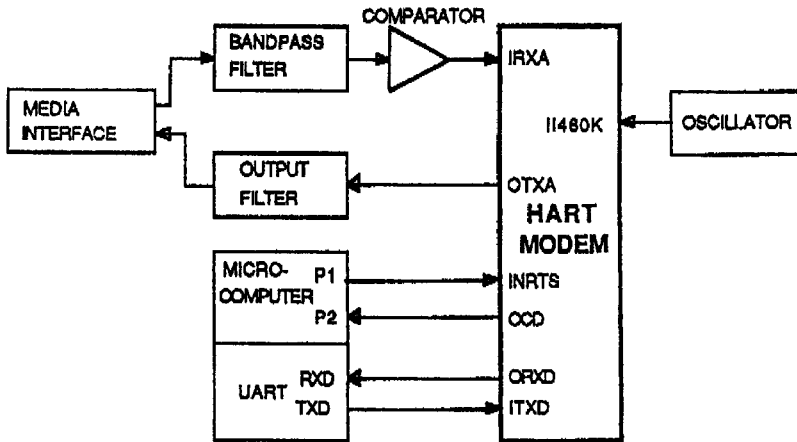 COMPARATOR
BANDPASS
FILTER
IRXA
MEDIA
INTERFACE
II460K
OSCILLATOR
OUTPUT
FILTER
OTXA
HART
MODEM
MICRO-
COMPUTER
P1
INRTS
P2
OCD
UART
RXD
ORXD
TXD
ITXD